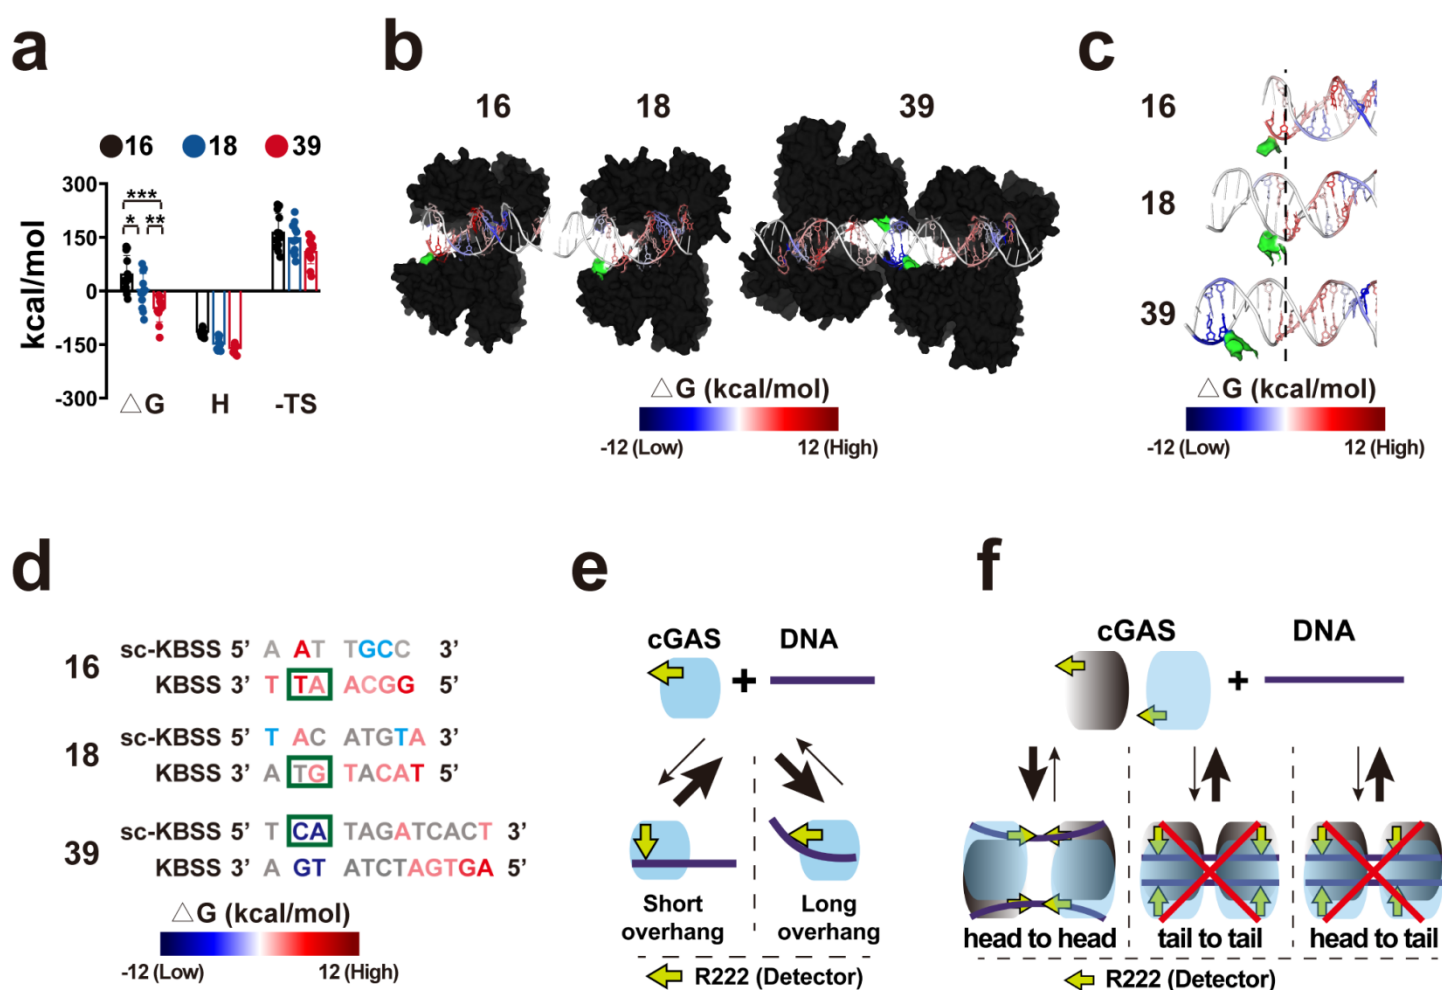 a
16 18 39
kcal/mol
300
150
0
-150
-300
***
* **
△G H -TS
b
16 18 39
△G (kcal/mol)
-12 (Low) 12 (High)
c
16
18
39
△G (kcal/mol)
-12 (Low) 12 (High)
d
16
sc-KBSS 5’ A AT TGCC 3’
KBSS 3’ T TA ACGG 5’
18
sc-KBSS 5’ T AC ATGTA 3’
KBSS 3’ A TG TACAT 5’
39
sc-KBSS 5’ T CA TAGATCACT 3’
KBSS 3’ A GT ATCTAGTGA 5’
△G (kcal/mol)
-12 (Low) 12 (High)
e
cGAS + DNA
Short
overhang
Long
overhang
R222 (Detector)
f
cGAS + DNA
head to head
tail to tail
head to tail
R222 (Detector)